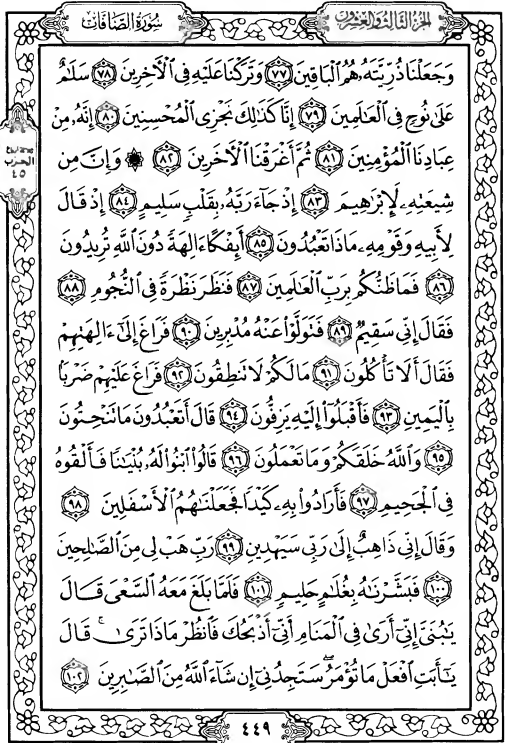 الجزء الثالث والعشرون
سورة الصافات
وَجَعَلْنَا ذُرِّيَّتَهُۥ هُمُ ٱلْبَاقِينَ ٧٧ وَتَرَكْنَا عَلَيْهِ فِى ٱلْءَاخِرِينَ ٧٨ سَلَٰمٌ
عَلَىٰ نُوحٍ فِى ٱلْعَٰلَمِينَ ٧٩ إِنَّا كَذَٰلِكَ نَجْزِى ٱلْمُحْسِنِينَ ٨٠ إِنَّهُۥ مِنْ
عِبَادِنَا ٱلْمُؤْمِنِينَ ٨١ ثُمَّ أَغْرَقْنَا ٱلْءَاخَرِينَ ٨٢ ۞ وَإِنَّ مِن
شِيعَتِهِۦ لَإِبْرَٰهِيمَ ٨٣ إِذْ جَآءَ رَبَّهُۥ بِقَلْبٍ سَلِيمٍ ٨٤ إِذْ قَالَ
لِأَبِيهِ وَقَوْمِهِۦ مَاذَا تَعْبُدُونَ ٨٥ أَئِفْكًا ءَالِهَةً دُونَ ٱللَّهِ تُرِيدُونَ
٨٦ فَمَا ظَنُّكُم بِرَبِّ ٱلْعَٰلَمِينَ ٨٧ فَنَظَرَ نَظْرَةً فِى ٱلنُّجُومِ ٨٨
فَقَالَ إِنِّى سَقِيمٌ ٨٩ فَتَوَلَّوْا۟ عَنْهُ مُدْبِرِينَ ٩٠ فَرَاغَ إِلَىٰٓ ءَالِهَتِهِمْ
فَقَالَ أَلَا تَأْكُلُونَ ٩١ مَا لَكُمْ لَا تَنطِقُونَ ٩٢ فَرَاغَ عَلَيْهِمْ ضَرْبًۢا
بِٱلْيَمِينِ ٩٣ فَأَقْبَلُوٓا۟ إِلَيْهِ يَزِفُّونَ ٩٤ قَالَ أَتَعْبُدُونَ مَا تَنْحِتُونَ
٩٥ وَٱللَّهُ خَلَقَكُمْ وَمَا تَعْمَلُونَ ٩٦ قَالُوا۟ ٱبْنُوا۟ لَهُۥ بُنْيَٰنًا فَأَلْقُوهُ
فِى ٱلْجَحِيمِ ٩٧ فَأَرَادُوا۟ بِهِۦ كَيْدًا فَجَعَلْنَٰهُمُ ٱلْأَسْفَلِينَ ٩٨
وَقَالَ إِنِّى ذَاهِبٌ إِلَىٰ رَبِّى سَيَهْدِينِ ٩٩ رَبِّ هَبْ لِى مِنَ ٱلصَّٰلِحِينَ
١٠٠ فَبَشَّرْنَٰهُ بِغُلَٰمٍ حَلِيمٍ ١٠١ فَلَمَّا بَلَغَ مَعَهُ ٱلسَّعْىَ قَالَ
يَٰبُنَىَّ إِنِّىٓ أَرَىٰ فِى ٱلْمَنَامِ أَنِّىٓ أَذْبَحُكَ فَٱنظُرْ مَاذَا تَرَىٰ ۚ قَالَ
يَٰٓأَبَتِ ٱفْعَلْ مَا تُؤْمَرُ ۖ سَتَجِدُنِىٓ إِن شَآءَ ٱللَّهُ مِنَ ٱلصَّٰبِرِينَ ١٠٢
الحزب
٤٥
٤٤٩